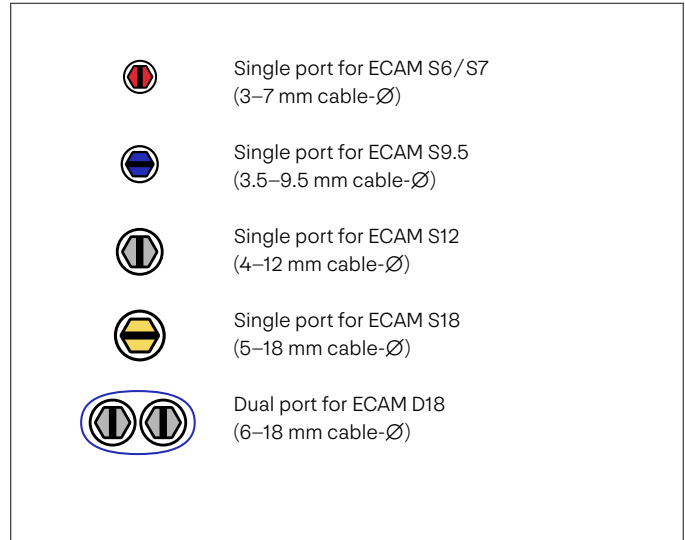 Single port for ECAM S6/S7
(3–7 mm cable-Ø)
Single port for ECAM S9.5
(3.5–9.5 mm cable-Ø)
Single port for ECAM S12
(4–12 mm cable-Ø)
Single port for ECAM S18
(5–18 mm cable-Ø)
Dual port for ECAM D18
(6–18 mm cable-Ø)